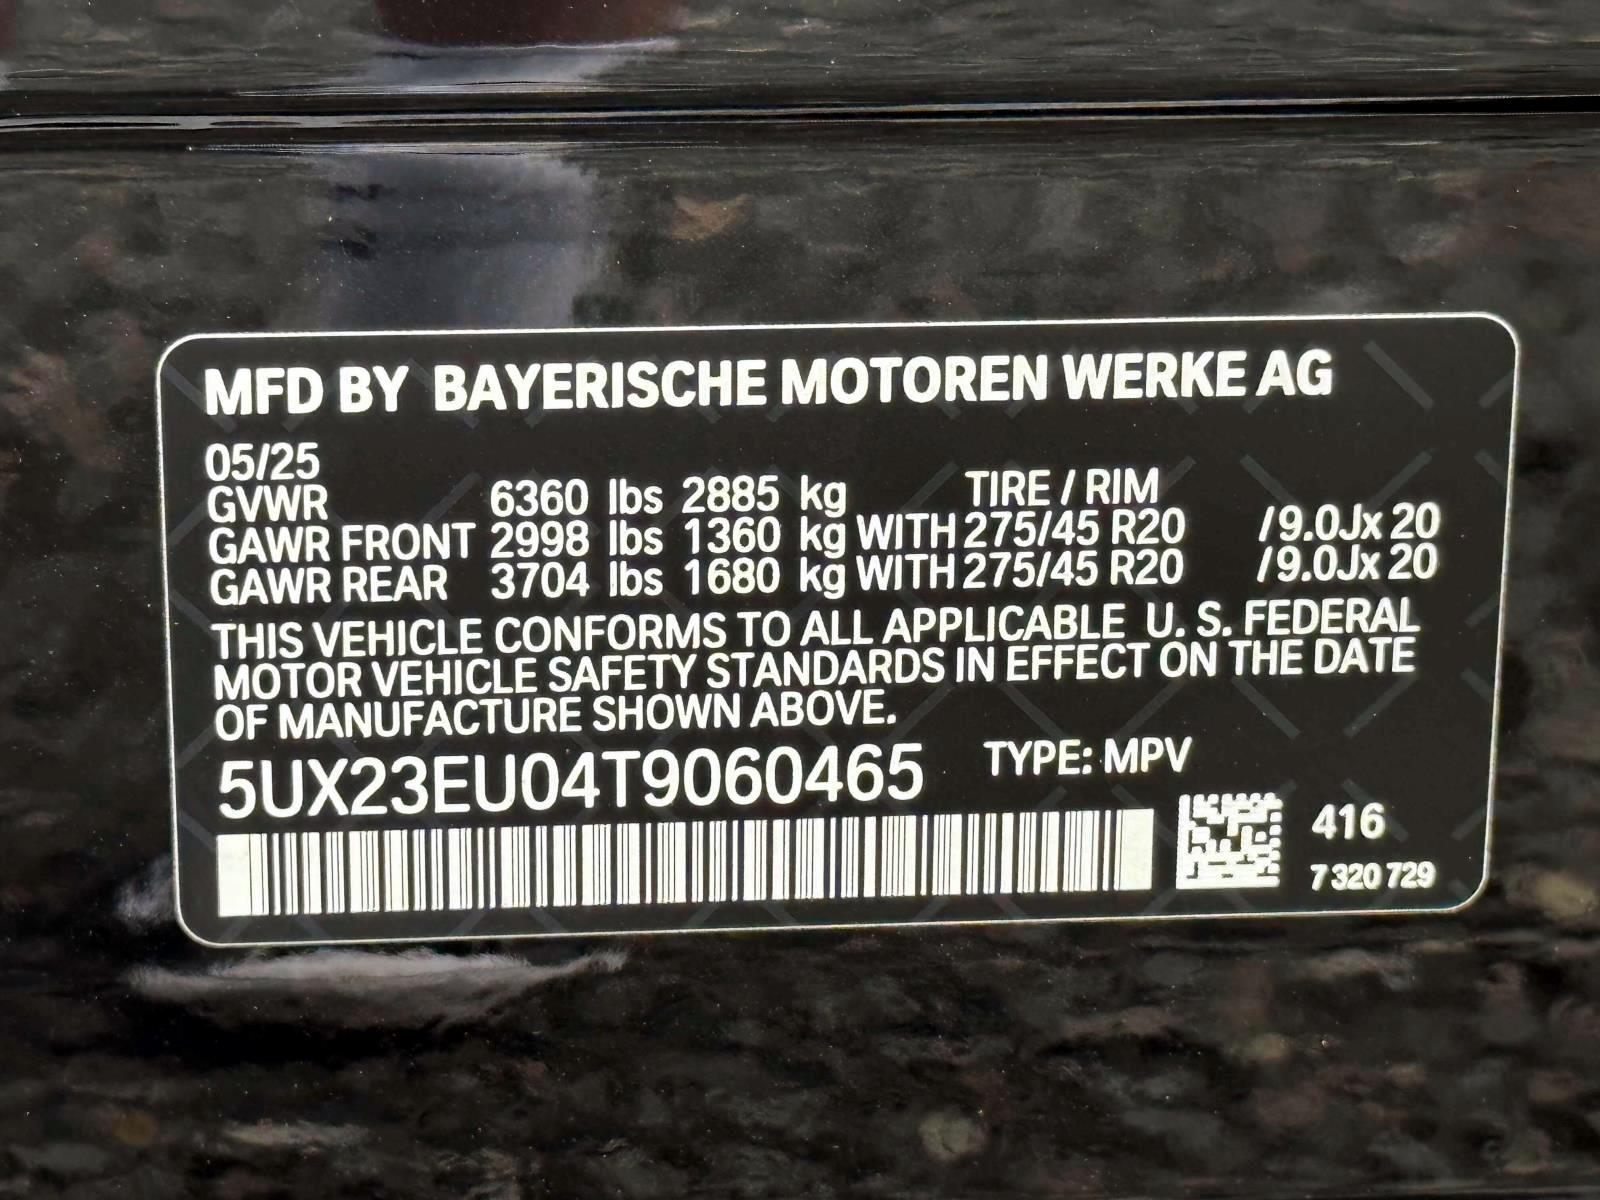 MFD BY BAYERISCHE MOTOREN WERKE AG
05/25
GVWR 6360 lbs 2885 kg TIRE / RIM
GAWR FRONT 2998 lbs 1360 kg WITH 275/45 R20 /9.0Jx 20
GAWR REAR 3704 lbs 1680 kg WITH 275/45 R20 /9.0Jx 20
THIS VEHICLE CONFORMS TO ALL APPLICABLE U. S. FEDERAL
MOTOR VEHICLE SAFETY STANDARDS IN EFFECT ON THE DATE
OF MANUFACTURE SHOWN ABOVE.
5UX23EU04T9060465 TYPE: MPV
416
7 320 729